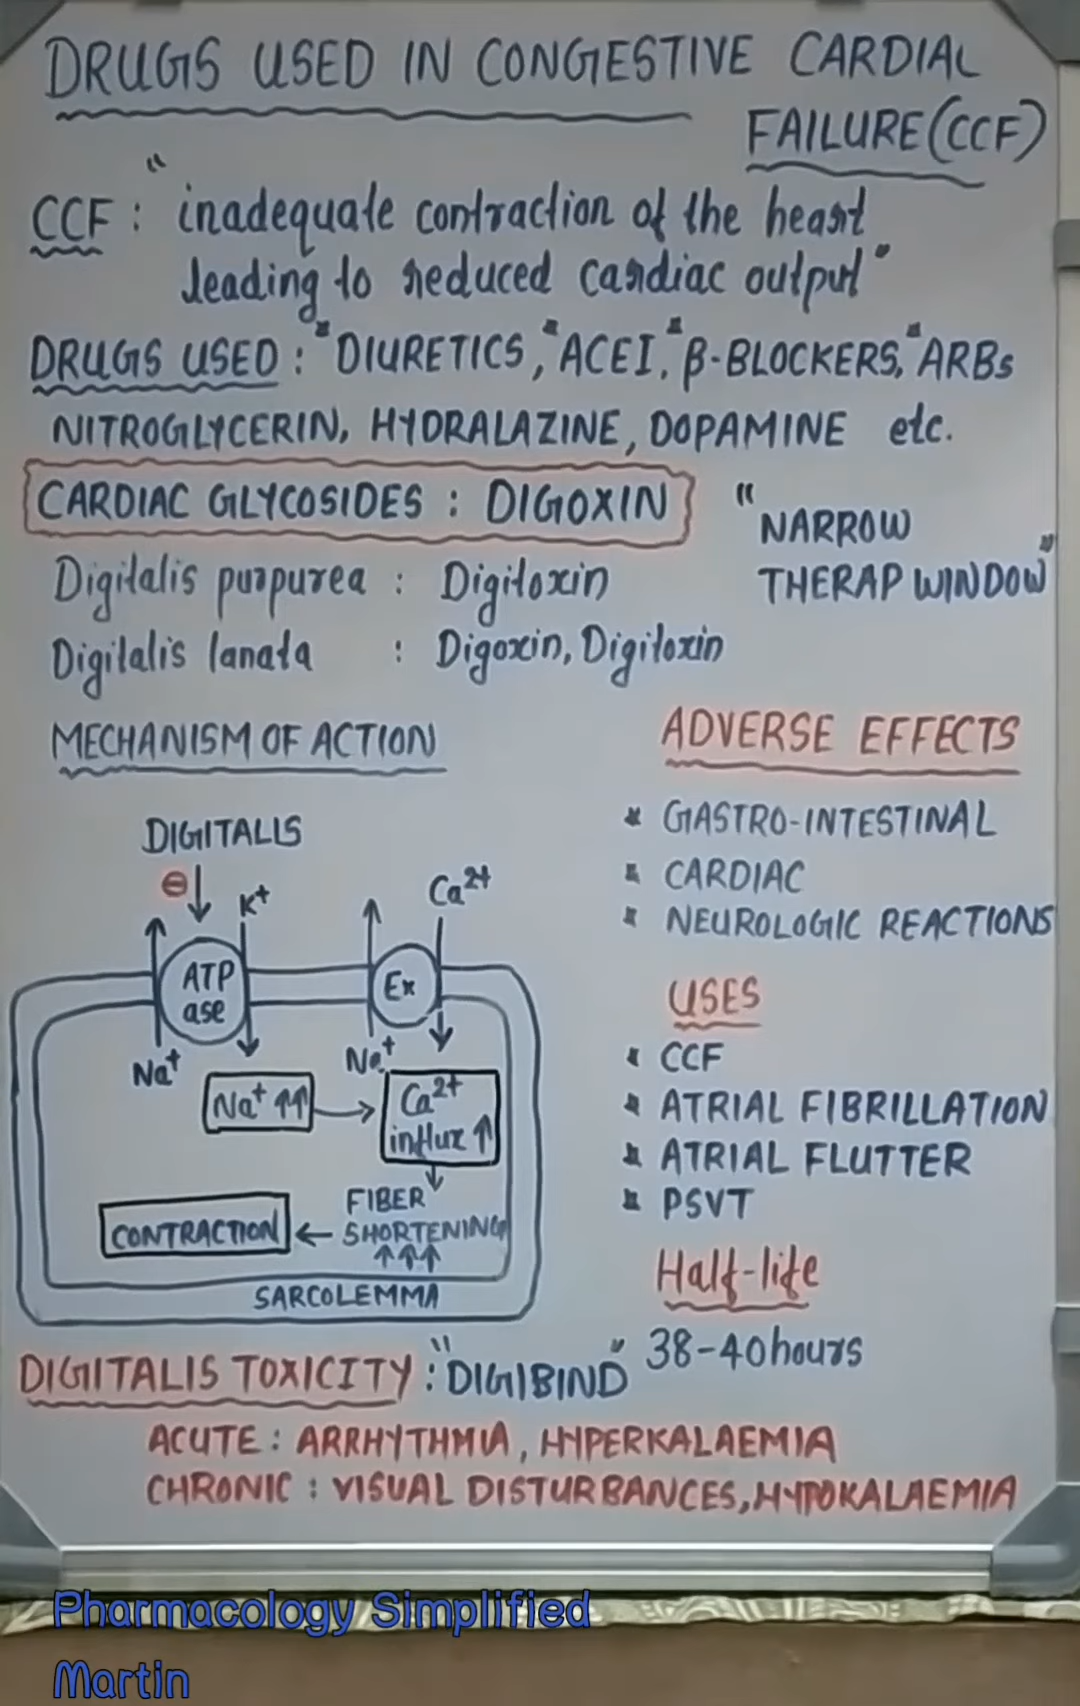 DRUGS USED IN CONGESTIVE CARDIAL
FAILURE (CCF)
CCF : "inadequate contraction of the heart
leading to reduced cardiac output"
DRUGS USED : *DIURETICS, *ACEI, *β-BLOCKERS, *ARBs
NITROGLYCERIN, HYDRALAZINE, DOPAMINE etc.
CARDIAC GLYCOSIDES : DIGOXIN
"NARROW
THERAP WINDOW"
Digitalis purpurea : Digitoxin
Digitalis lanata : Digoxin, Digitoxin
MECHANISM OF ACTION
DIGITALIS
⊖↓ K+
Ca2+
ATP
ase
Ex
Na+
Na+
Na+ ↑↑ →
Ca2+
influx ↑
↓
FIBER
SHORTENING
↑↑↑
← CONTRACTION
SARCOLEMMA
ADVERSE EFFECTS
* GASTRO-INTESTINAL
* CARDIAC
* NEUROLOGIC REACTIONS
USES
* CCF
* ATRIAL FIBRILLATION
* ATRIAL FLUTTER
* PSVT
Half-life
38-40 hours
DIGITALIS TOXICITY : "DIGIBIND"
ACUTE : ARRHYTHMIA, HYPERKALAEMIA
CHRONIC : VISUAL DISTURBANCES, HYPOKALAEMIA
Pharmacology Simplified
Martin